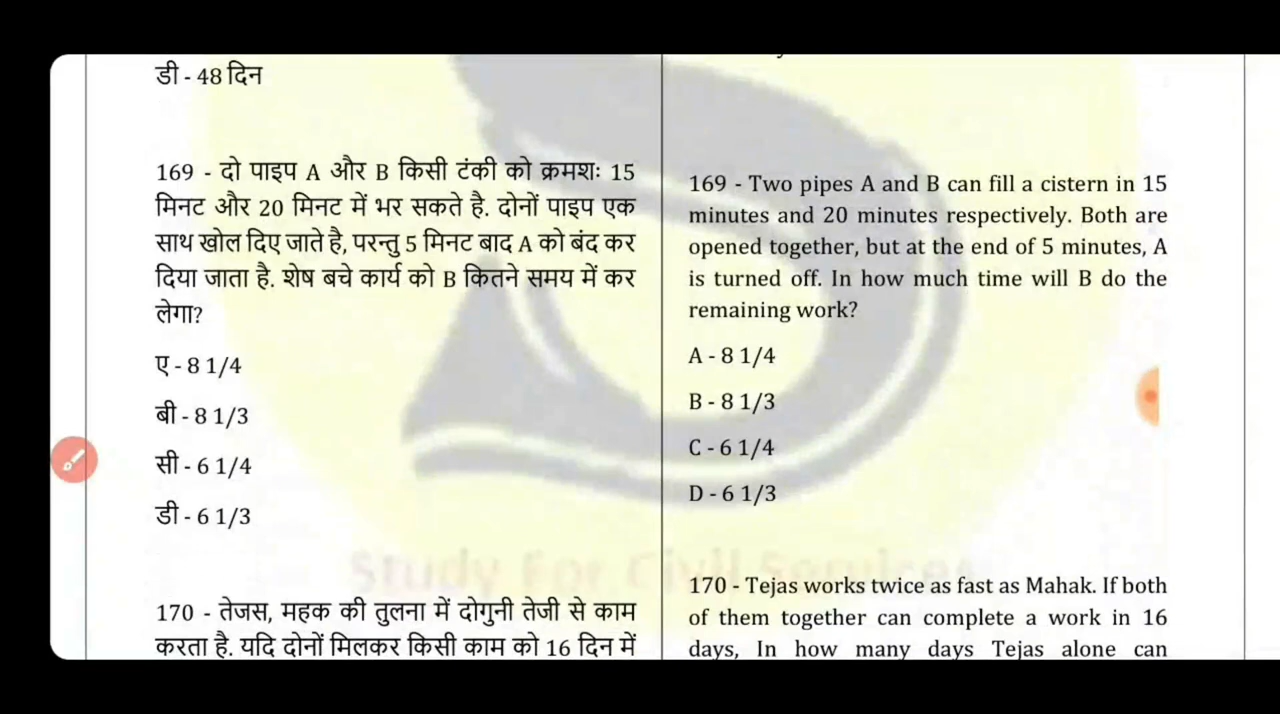 डी - 48 दिन
169 - दो पाइप A और B किसी टंकी को क्रमशः 15
मिनट और 20 मिनट में भर सकते है. दोनों पाइप एक
साथ खोल दिए जाते है, परन्तु 5 मिनट बाद A को बंद कर
दिया जाता है. शेष बचे कार्य को B कितने समय में कर
लेगा?
ए - 8 1/4
बी - 8 1/3
सी - 6 1/4
डी - 6 1/3
170 - तेजस, महक की तुलना में दोगुनी तेजी से काम
करता है. यदि दोनों मिलकर किसी काम को 16 दिन में
169 - Two pipes A and B can fill a cistern in 15
minutes and 20 minutes respectively. Both are
opened together, but at the end of 5 minutes, A
is turned off. In how much time will B do the
remaining work?
A - 8 1/4
B - 8 1/3
C - 6 1/4
D - 6 1/3
170 - Tejas works twice as fast as Mahak. If both
of them together can complete a work in 16
days, In how many days Tejas alone can
Study For Civil Services